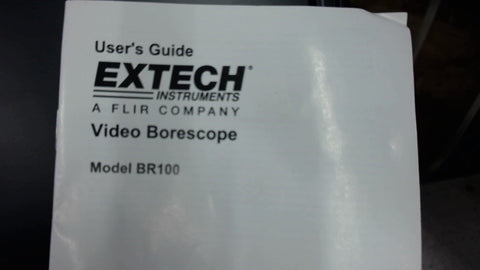 User's Guide
EXTECH®
INSTRUMENTS
A FLIR COMPANY
Video Borescope
Model BR100